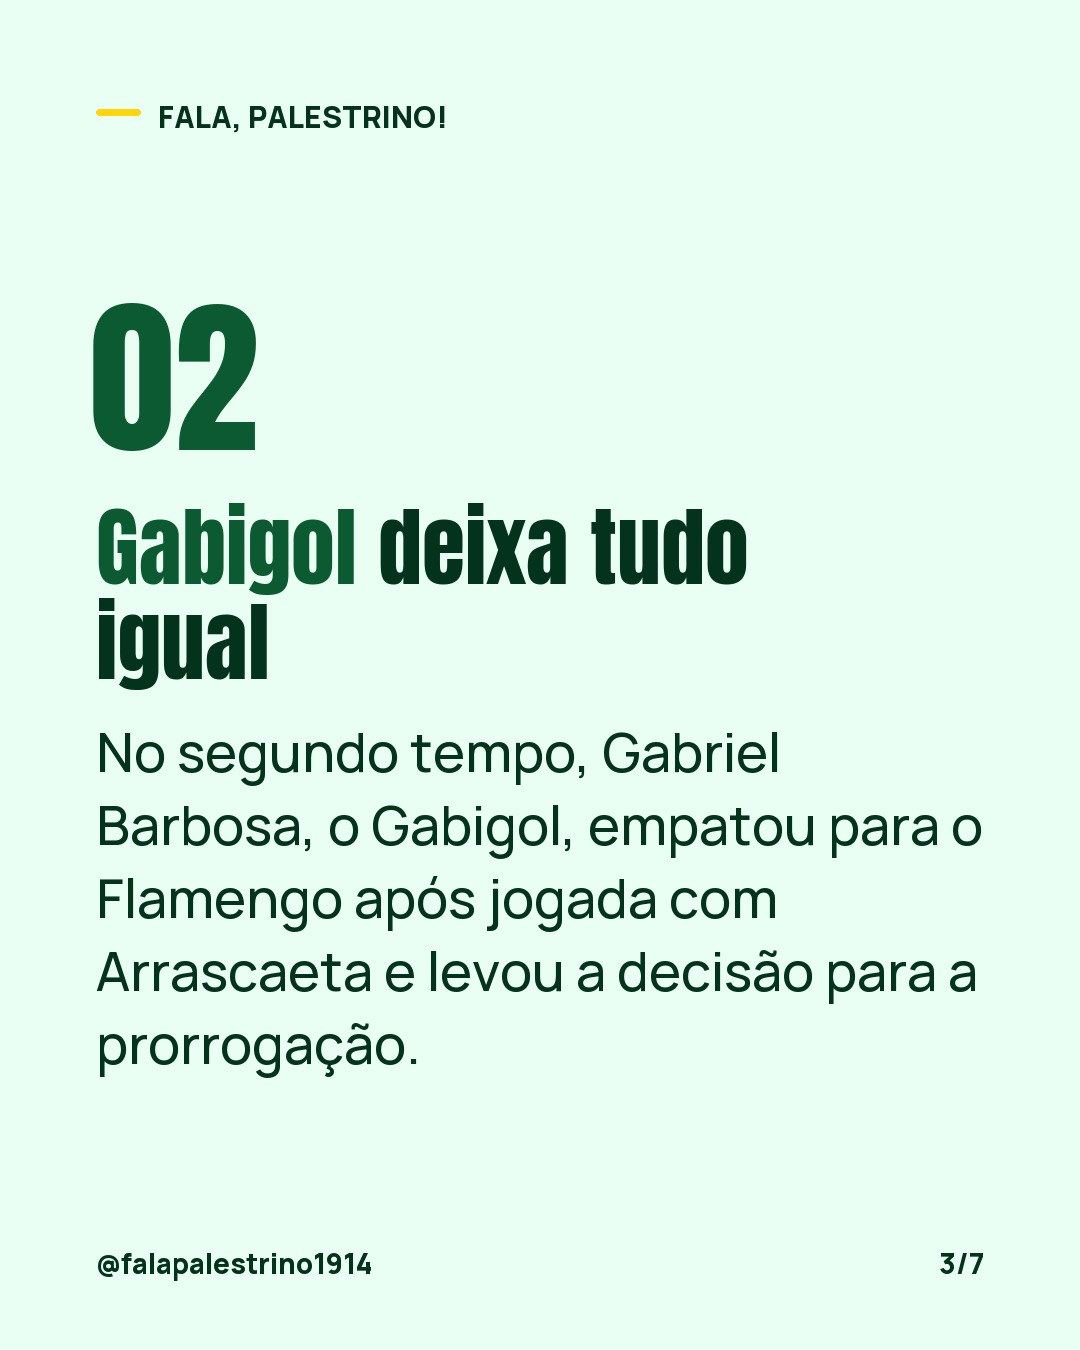 FALA, PALESTRINO!
02
Gabigol deixa tudo
igual
No segundo tempo, Gabriel
Barbosa, o Gabigol, empatou para o
Flamengo após jogada com
Arrascaeta e levou a decisão para a
prorrogação.
@falapalestrino1914
3/7